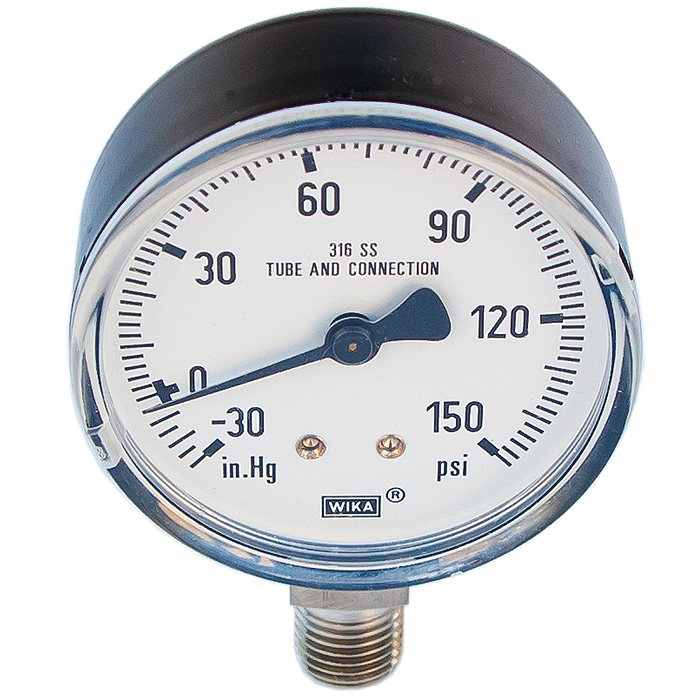 60
90
30
316 SS
TUBE AND CONNECTION
120
0
-30
150
in.Hg
psi
WIKA ®